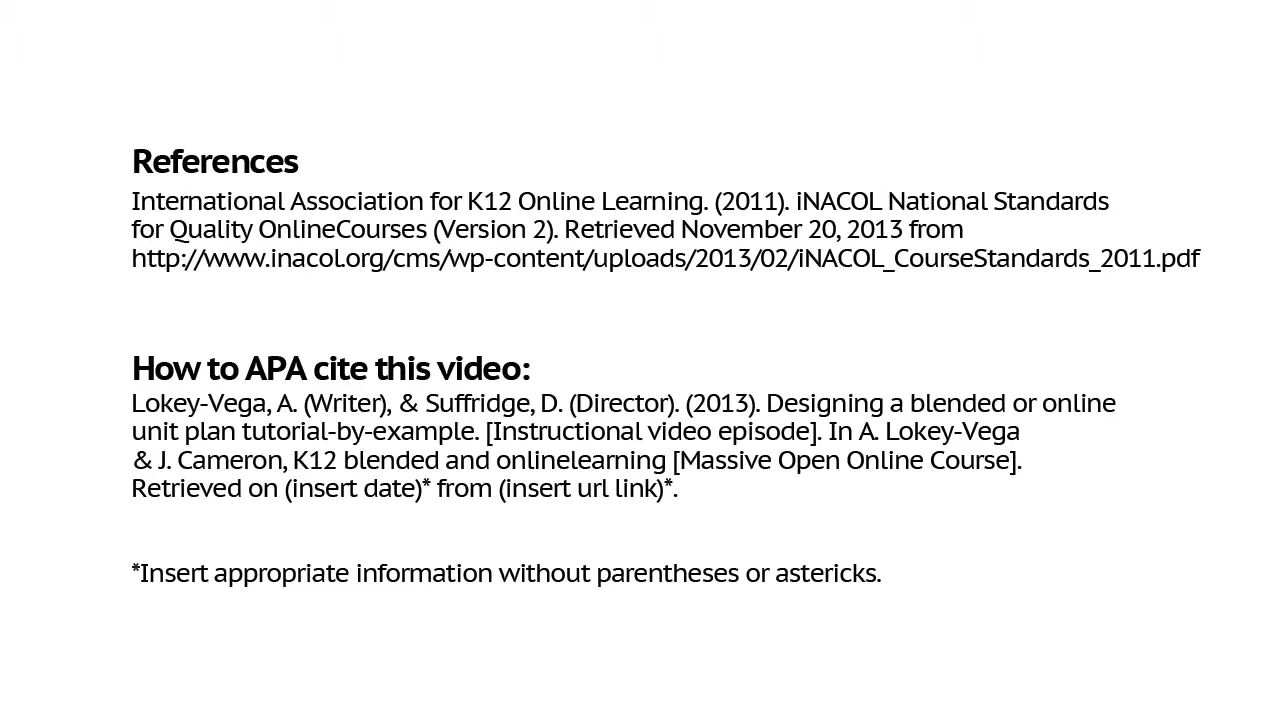 References
International Association for K12 Online Learning. (2011). iNACOL National Standards
for Quality OnlineCourses (Version 2). Retrieved November 20, 2013 from
http://www.inacol.org/cms/wp-content/uploads/2013/02/iNACOL_CourseStandards_2011.pdf
How to APA cite this video:
Lokey-Vega, A. (Writer), & Suffridge, D. (Director). (2013). Designing a blended or online
unit plan tutorial-by-example. [Instructional video episode]. In A. Lokey-Vega
& J. Cameron, K12 blended and onlinelearning [Massive Open Online Course].
Retrieved on (insert date)* from (insert url link)*.
*Insert appropriate information without parentheses or astericks.